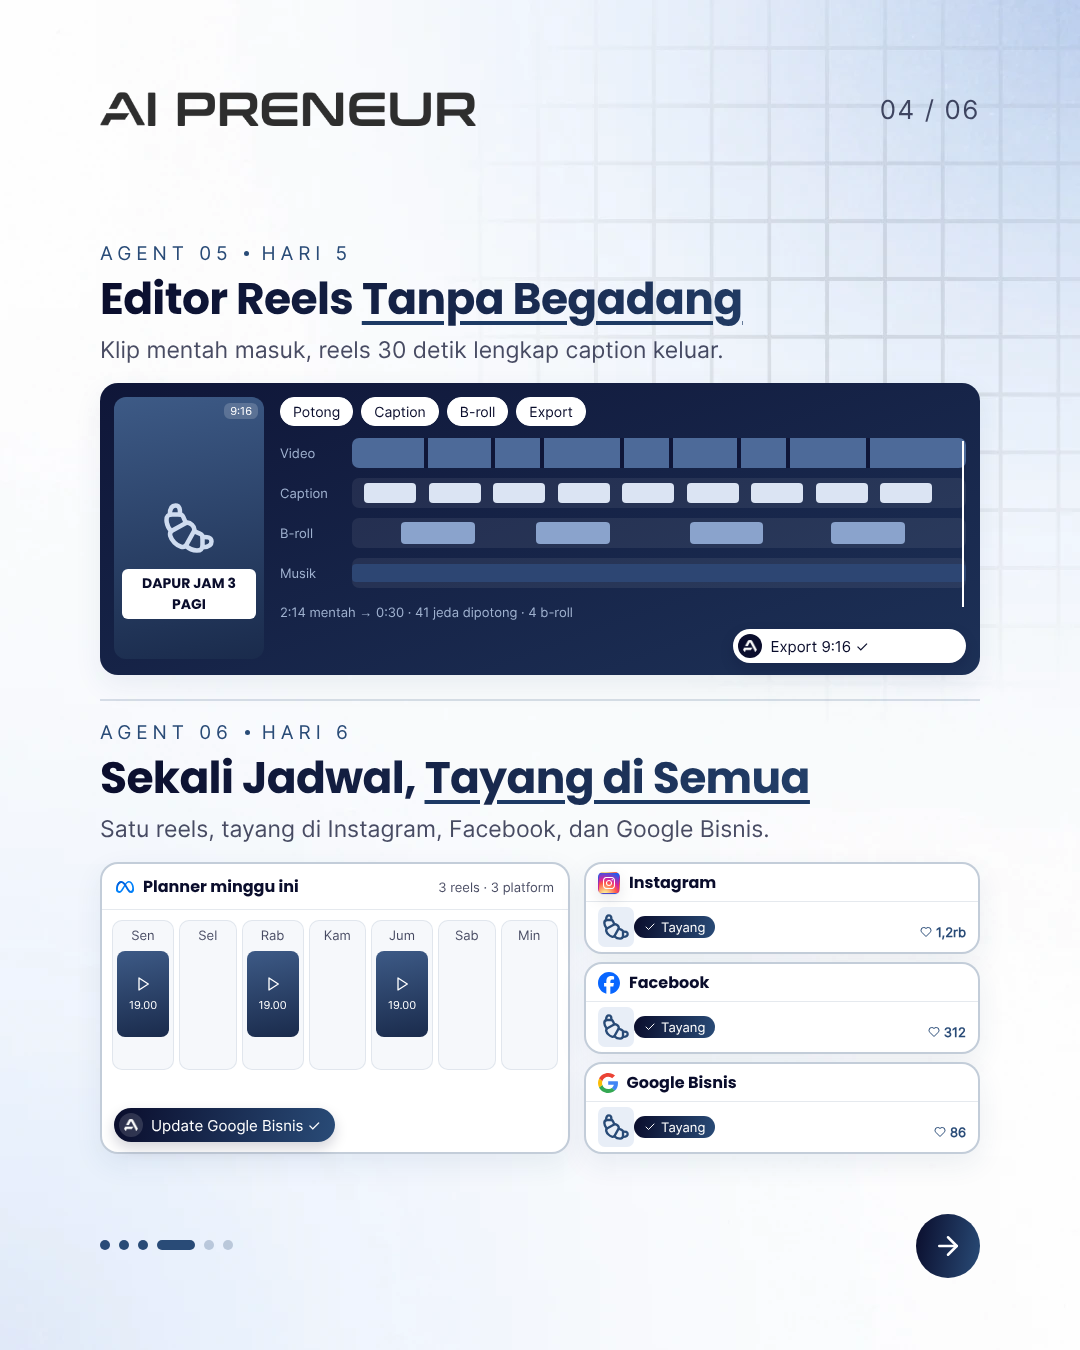 AI PRENEUR
04 / 06
AGENT 05 • HARI 5
Editor Reels Tanpa Begadang
Klip mentah masuk, reels 30 detik lengkap caption keluar.
9:16
DAPUR JAM 3
PAGI
Potong Caption B-roll Export
Video
Caption
B-roll
Musik
2:14 mentah → 0:30 · 41 jeda dipotong · 4 b-roll
Export 9:16 ✓
AGENT 06 • HARI 6
Sekali Jadwal, Tayang di Semua
Satu reels, tayang di Instagram, Facebook, dan Google Bisnis.
Planner minggu ini
3 reels · 3 platform
Sen Sel Rab Kam Jum Sab Min
19.00 19.00 19.00
Update Google Bisnis ✓
Instagram
✓ Tayang
♡ 1,2rb
Facebook
✓ Tayang
♡ 312
Google Bisnis
✓ Tayang
♡ 86